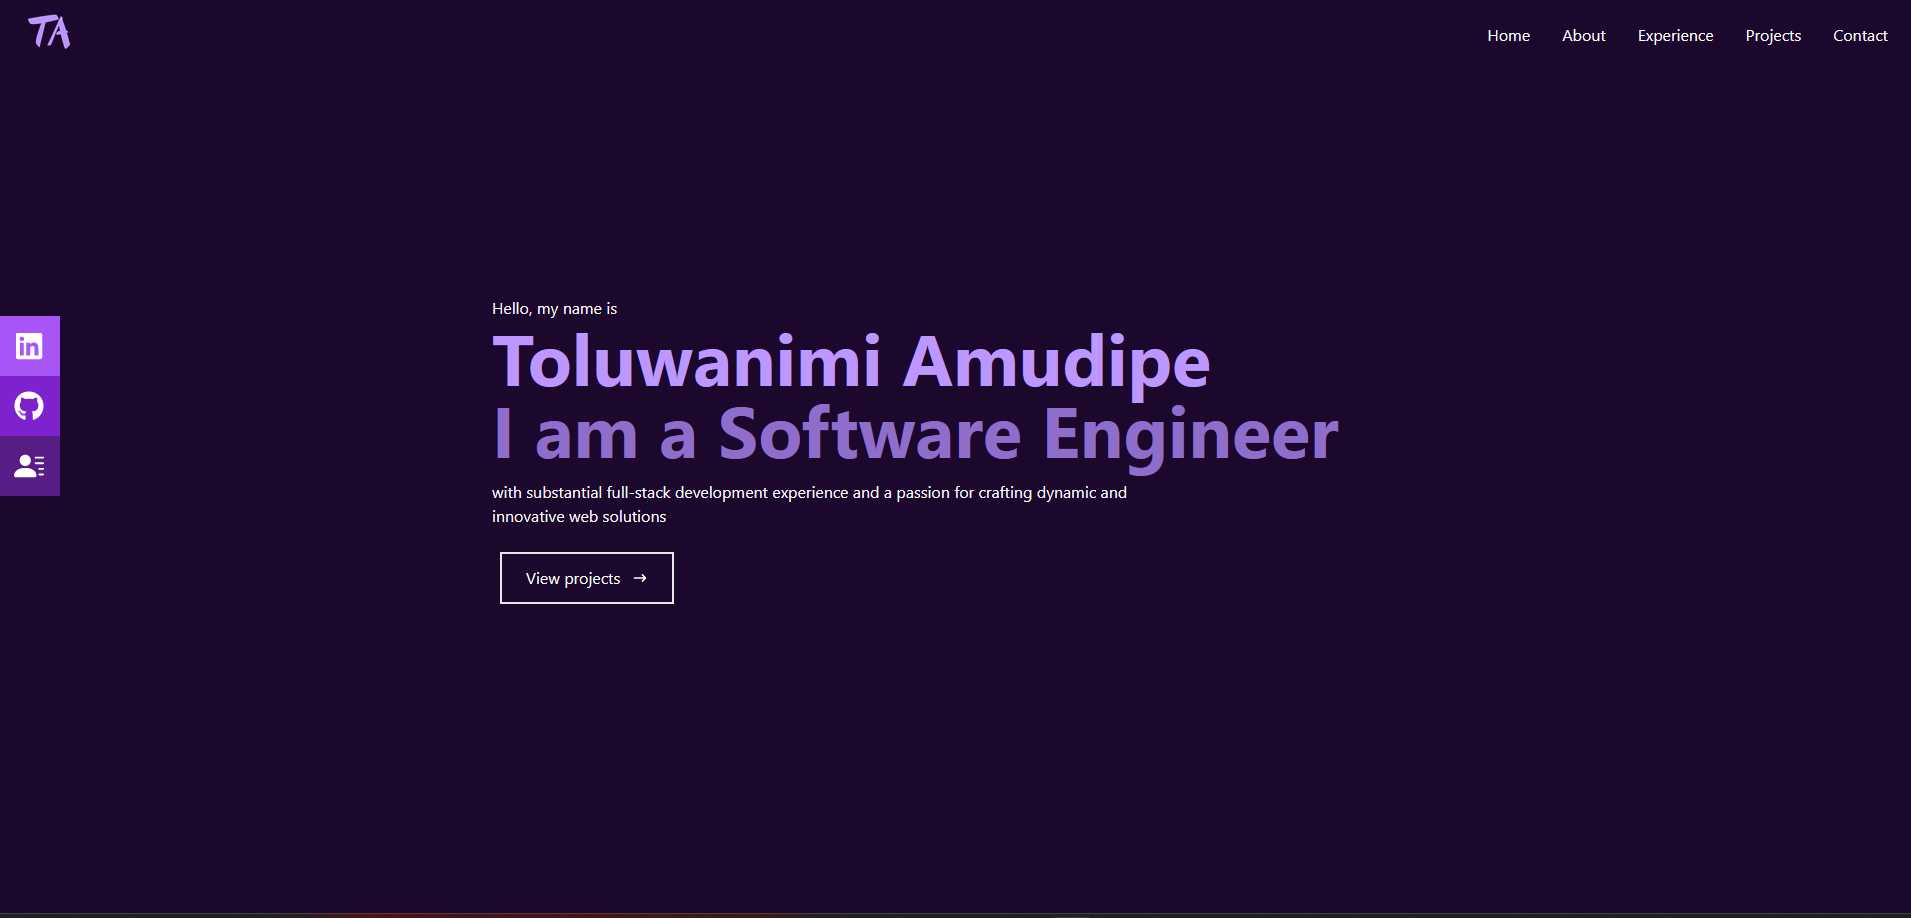 TA
Home About Experience Projects Contact
Hello, my name is
Toluwanimi Amudipe
in
I am a Software Engineer
with substantial full-stack development experience and a passion for crafting dynamic and
innovative web solutions
View projects →